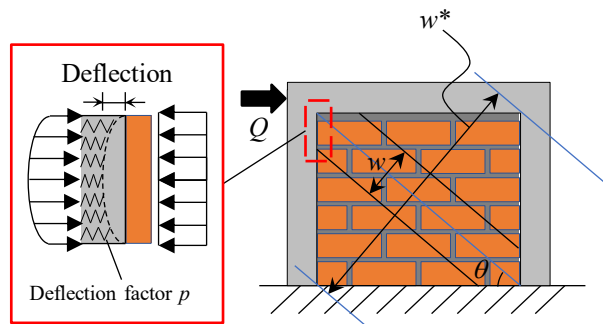 Deflection
Deflection factor p
Q
w*
w
θ